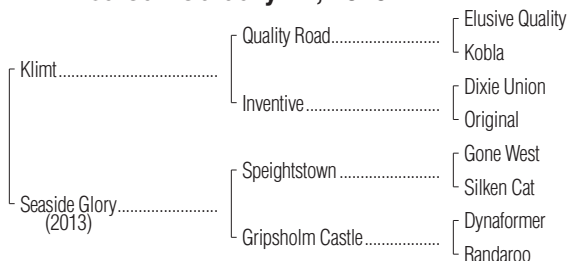 Klimt
Quality Road
Elusive Quality
Kobla
Inventive
Dixie Union
Original
Seaside Glory
(2013)
Speightstown
Gone West
Silken Cat
Gripsholm Castle
Dynaformer
Randaroo